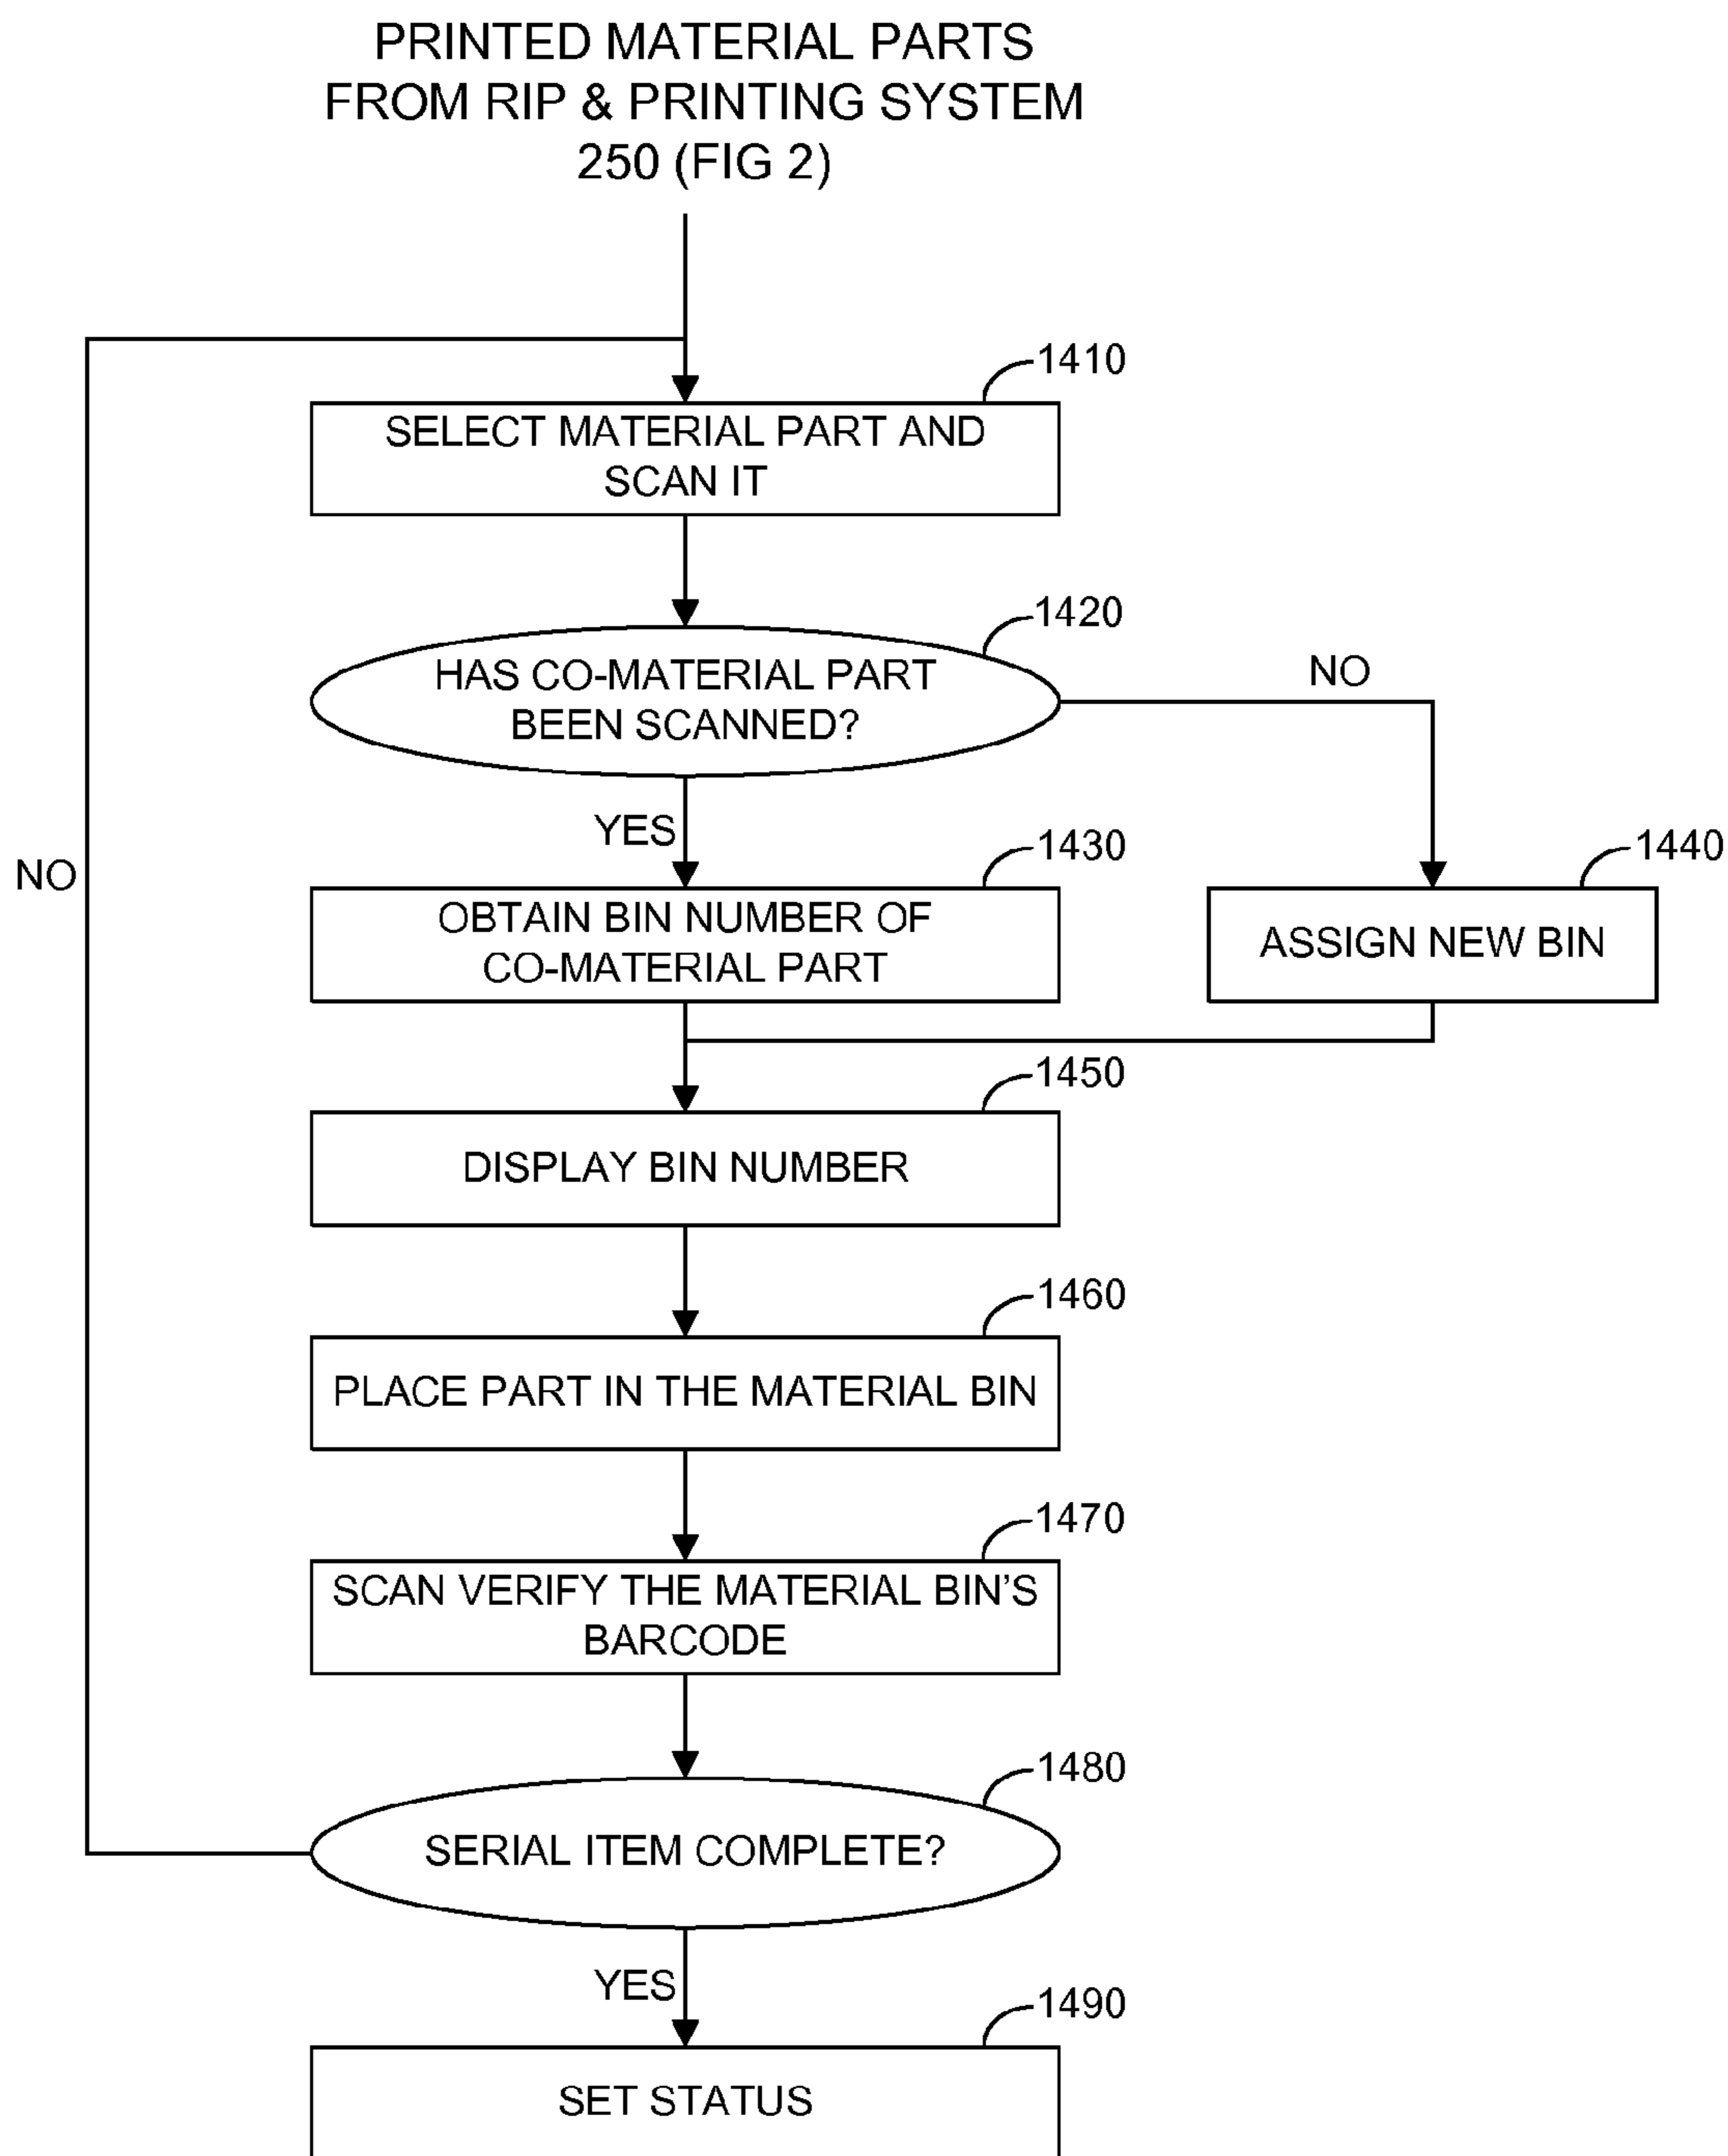 PRINTED MATERIAL PARTS
FROM RIP & PRINTING SYSTEM
250 (FIG 2)
1410
SELECT MATERIAL PART AND
SCAN IT
1420
HAS CO-MATERIAL PART
BEEN SCANNED?
NO
YES
1430
1440
NO
OBTAIN BIN NUMBER OF
CO-MATERIAL PART
ASSIGN NEW BIN
1450
DISPLAY BIN NUMBER
1460
PLACE PART IN THE MATERIAL BIN
1470
SCAN VERIFY THE MATERIAL BIN'S
BARCODE
1480
SERIAL ITEM COMPLETE?
YES
1490
SET STATUS